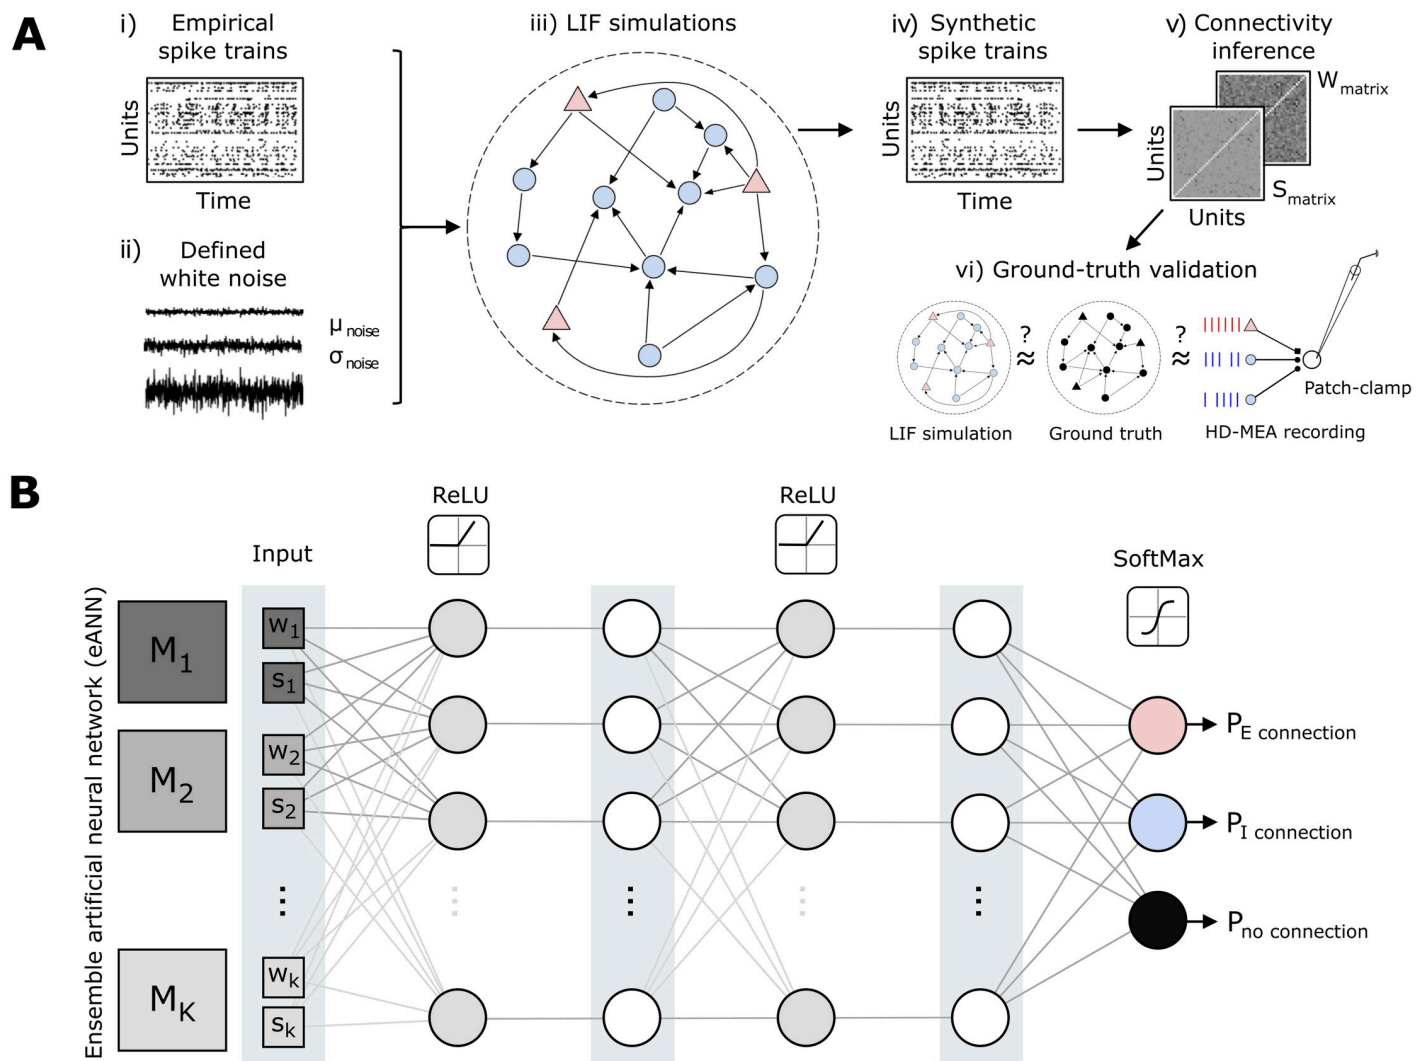 A
i) Empirical
spike trains
Units
Time
ii) Defined
white noise
μ noise
σ noise
iii) LIF simulations
iv) Synthetic
spike trains
Units
Time
v) Connectivity
inference
W matrix
S matrix
Units
Units
vi) Ground-truth validation
? ≈
? ≈
Patch-clamp
LIF simulation
Ground truth
HD-MEA recording
B
Ensemble artificial neural network (eANN)
Input
ReLU
ReLU
SoftMax
M1
M2
MK
w1
s1
w2
s2
...
wk
sk
...
...
...
...
PE connection
PI connection
Pno connection